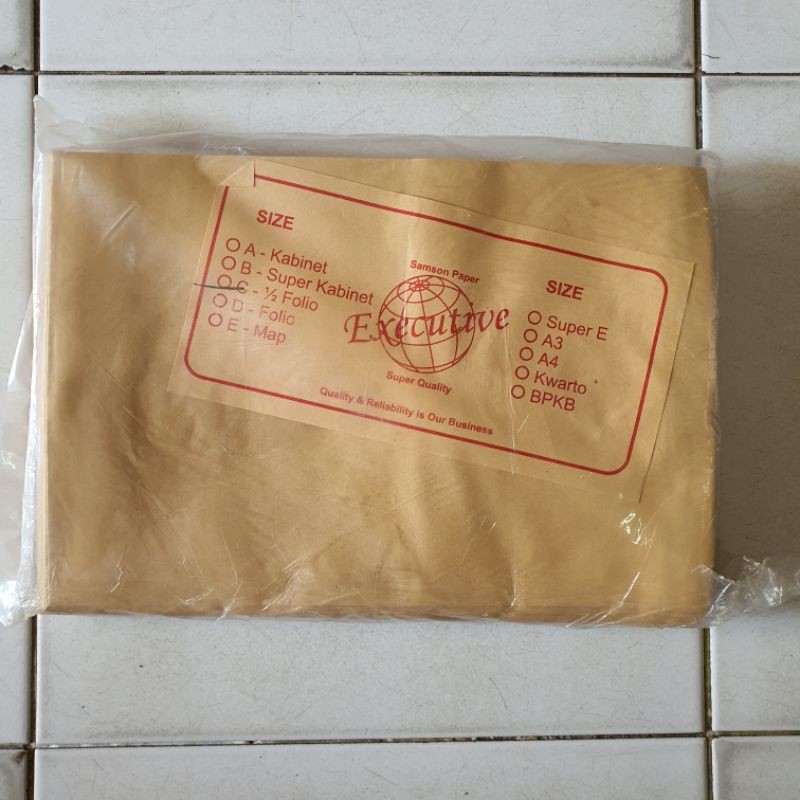 SIZE
A - Kabinet
B - Super Kabinet
C - ½ Folio
D - Folio
E - Map
Samson Paper
Executive
Super Quality
Quality & Reliability is Our Business
SIZE
Super E
A3
A4
Kwarto
BPKB